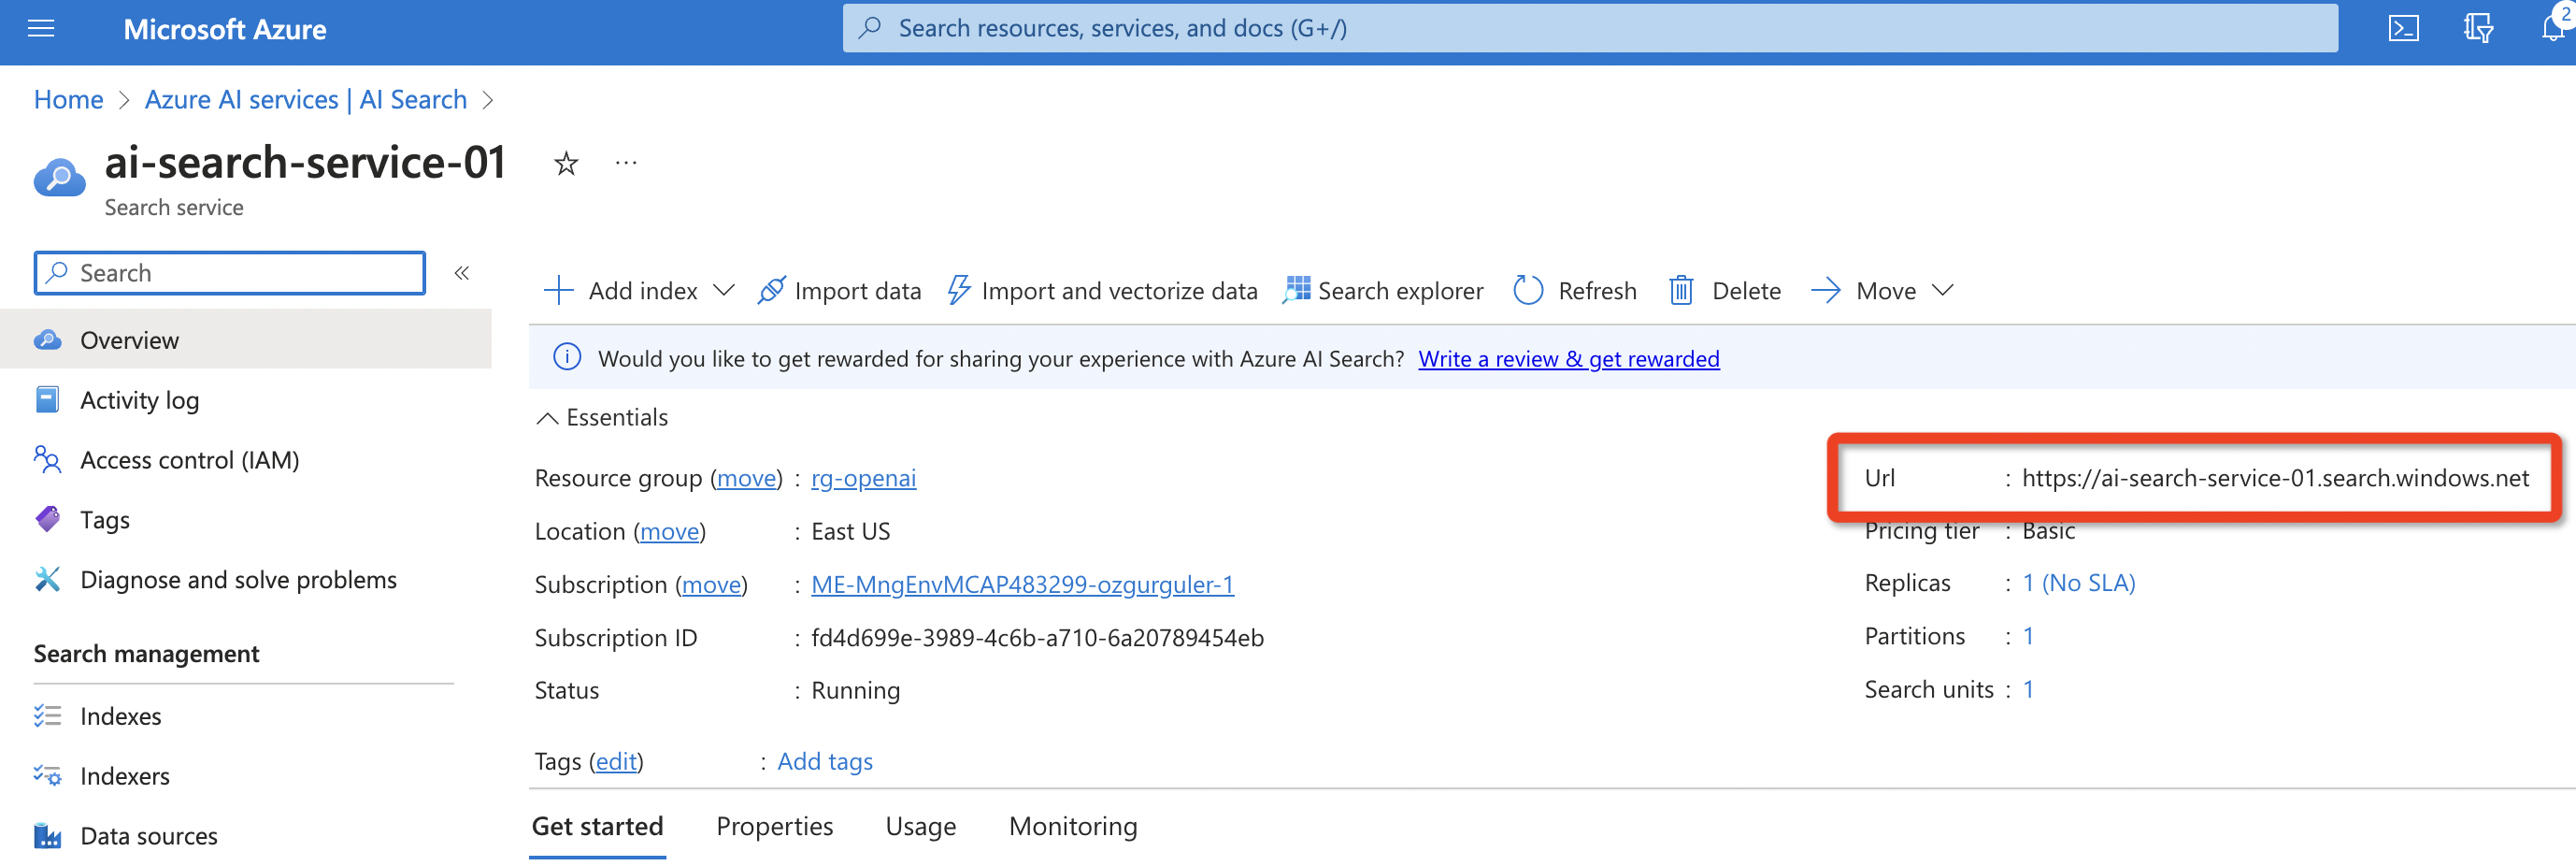 Microsoft Azure
Search resources, services, and docs (G+/)
2
Home > Azure AI services | AI Search >
ai-search-service-01
...
Search service
Search
«
Add index
Import data
Import and vectorize data
Search explorer
Refresh
Delete
Move
Overview
Activity log
Access control (IAM)
Tags
Diagnose and solve problems
Search management
Indexes
Indexers
Data sources
Would you like to get rewarded for sharing your experience with Azure AI Search? Write a review & get rewarded
Essentials
Resource group (move) : rg-openai
Location (move) : East US
Subscription (move) : ME-MngEnvMCAP483299-ozgurguler-1
Subscription ID : fd4d699e-3989-4c6b-a710-6a20789454eb
Status : Running
Url : https://ai-search-service-01.search.windows.net
Pricing tier : Basic
Replicas : 1 (No SLA)
Partitions : 1
Search units : 1
Tags (edit) : Add tags
Get started
Properties
Usage
Monitoring